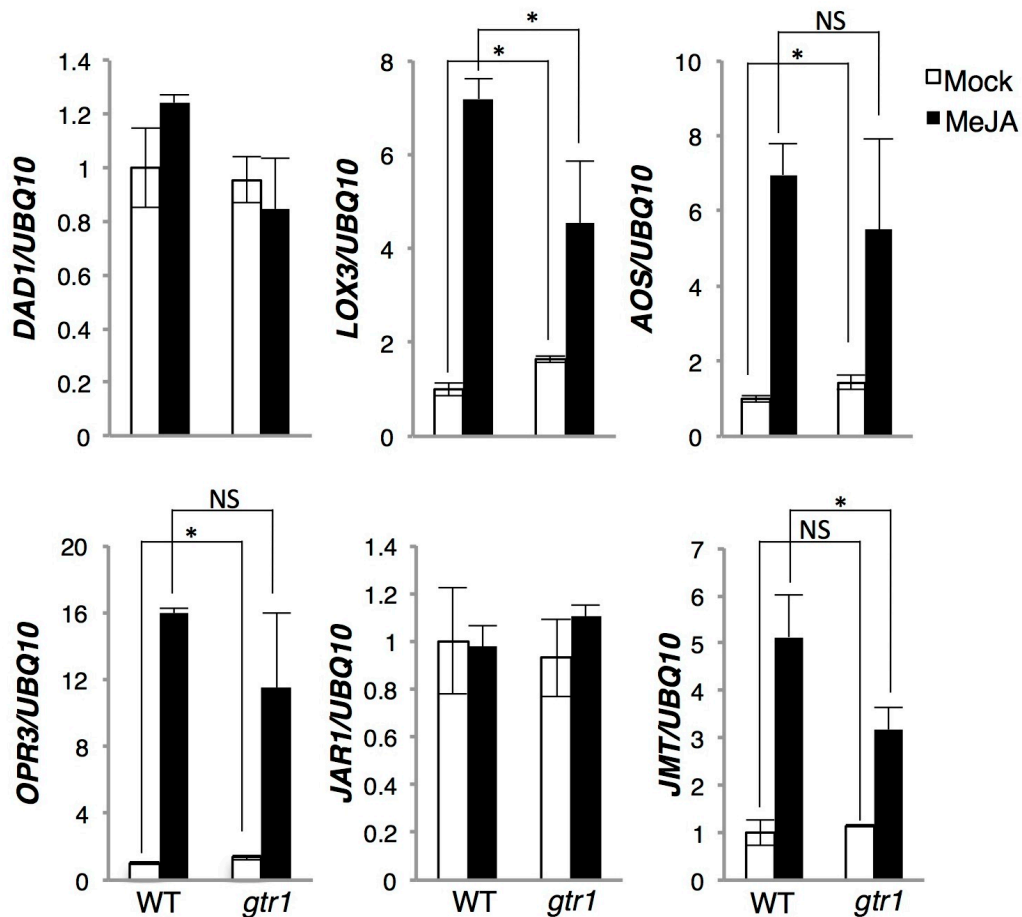 * * NS
* *
1.4 8 10
□Mock
1.2 8 ■MeJA
1 6
0.8 6
DAD1/UBQ10 LOX3/UBQ10 AOS/UBQ10
0.6 4
4
0.4 2
0.2 2
0 0 0
NS *
* NS
20 1.4 7
1.2 6
16
1 5
12 0.8 4
OPR3/UBQ10 JAR1/UBQ10 JMT/UBQ10
8 0.6 3
0.4 2
4
0.2 1
0 0 0
WT gtr1 WT gtr1 WT gtr1